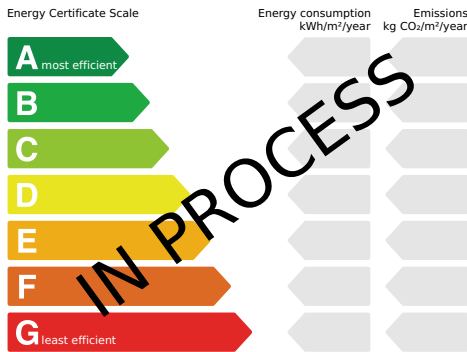 Energy Certificate Scale
Energy consumption
kWh/m²/year
Emissions
kg CO₂/m²/year
A most efficient
B
C
D
E
F
G least efficient
IN PROCESS